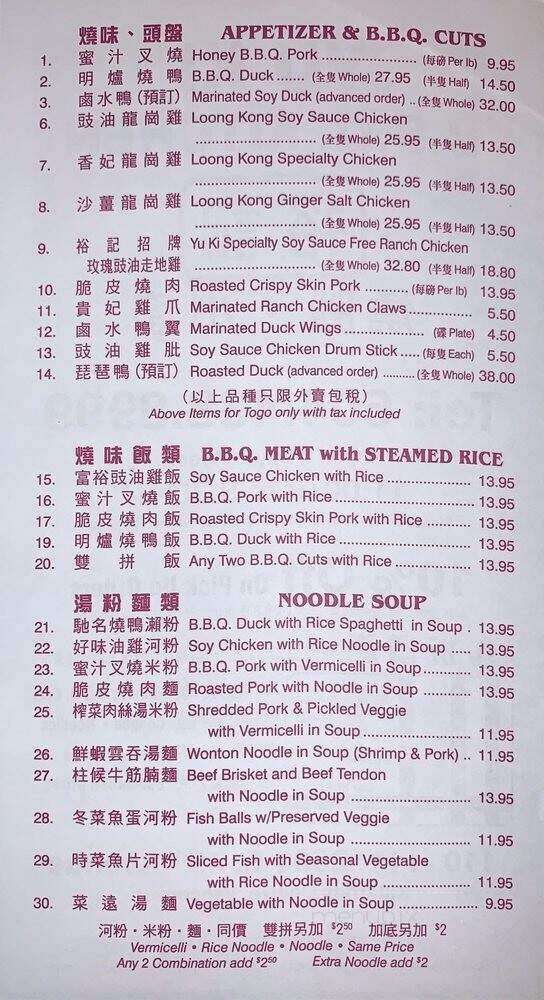 燒味、頭盤 APPETIZER & B.B.Q. CUTS
1. 蜜汁叉燒 Honey B.B.Q. Pork ........................ (每磅 Per lb) 9.95
2. 明爐燒鴨 B.B.Q. Duck ....... (全隻 Whole) 27.95 (半隻 Half) 14.50
3. 鹵水鴨(預訂) Marinated Soy Duck (advanced order) .. (全隻 Whole) 32.00
6. 豉油龍崗雞 Loong Kong Soy Sauce Chicken
............................. (全隻 Whole) 25.95 (半隻 Half) 13.50
7. 香妃龍崗雞 Loong Kong Specialty Chicken
............................. (全隻 Whole) 25.95 (半隻 Half) 13.50
8. 沙薑龍崗雞 Loong Kong Ginger Salt Chicken
............................. (全隻 Whole) 25.95 (半隻 Half) 13.50
9. 裕記招牌 Yu Ki Specialty Soy Sauce Free Ranch Chicken
玫瑰豉油走地雞 ............................. (全隻 Whole) 32.80 (半隻 Half) 18.80
10. 脆皮燒肉 Roasted Crispy Skin Pork ........... (每磅 Per lb) 13.95
11. 貴妃雞爪 Marinated Ranch Chicken Claws............... 5.50
12. 鹵水鴨翼 Marinated Duck Wings ................... (碟 Plate) 4.50
13. 豉油雞肶 Soy Sauce Chicken Drum Stick ..... (每隻 Each) 5.50
14. 琵琶鴨(預訂) Roasted Duck (advanced order) .......... (全隻 Whole) 38.00
(以上品種只限外賣包稅)
Above Items for Togo only with tax included
燒味飯類 B.B.Q. MEAT with STEAMED RICE
15. 富裕豉油雞飯 Soy Sauce Chicken with Rice .................... 13.95
16. 蜜汁叉燒飯 B.B.Q. Pork with Rice ................................. 13.95
17. 脆皮燒肉飯 Roasted Crispy Skin Pork with Rice .......... 13.95
19. 明爐燒鴨飯 B.B.Q. Duck with Rice ................................ 13.95
20. 雙拼飯 Any Two B.B.Q. Cuts with Rice .................. 13.95
湯粉麵類 NOODLE SOUP
21. 馳名燒鴨瀨粉 B.B.Q. Duck with Rice Spaghetti in Soup . 13.95
22. 好味油雞河粉 Soy Chicken with Rice Noodle in Soup ..... 13.95
23. 蜜汁叉燒米粉 B.B.Q. Pork with Vermicelli in Soup........... 13.95
24. 脆皮燒肉麵 Roasted Pork with Noodle in Soup ........... 13.95
25. 榨菜肉絲湯米粉 Shredded Pork & Pickled Veggie
with Vermicelli in Soup......................... 11.95
26. 鮮蝦雲吞湯麵 Wonton Noodle in Soup (Shrimp & Pork) .. 11.95
27. 柱候牛筋腩麵 Beef Brisket and Beef Tendon
with Noodle in Soup ........................... 13.95
28. 冬菜魚蛋河粉 Fish Balls w/Preserved Veggie
with Noodle in Soup ........................... 11.95
29. 時菜魚片河粉 Sliced Fish with Seasonal Vegetable
with Rice Noodle in Soup .................... 11.95
30. 菜遠湯麵 Vegetable with Noodle in Soup ................. 9.95
河粉・米粉・麵・同價 雙拼另加 $2⁵⁰ 加底另加 $2
Vermicelli • Rice Noodle • Noodle • Same Price
Any 2 Combination add $2⁵⁰ Extra Noodle add $2